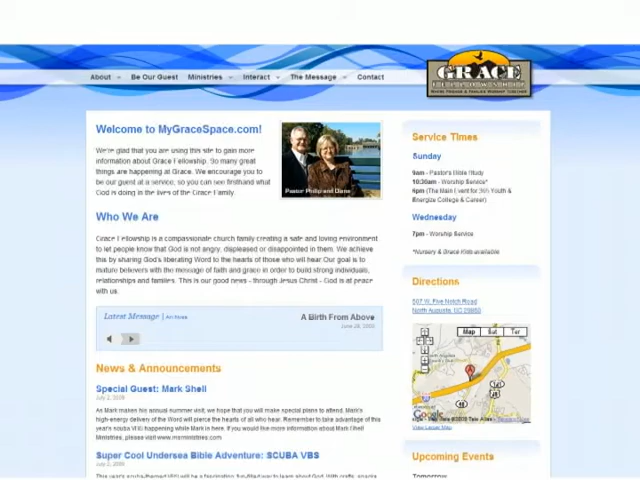 About
Be Our Guest
Ministries
Interact
The Message
Contact
GRACE
Welcome to MyGraceSpace.com!
We're glad that you are using this site to gain more
information about Grace Fellowship. So many great
things are happening at Grace. We encourage you to
be our guest at a service, so you can see firsthand what
God is doing in the lives of the Grace Family.
Pastor Philip and Diane
Who We Are
Grace Fellowship is a compassionate church family creating a safe and loving environment
to let people know that God is not angry, displeased or disappointed in them. We achieve
this by sharing God's liberating Word to the hearts of those who will hear. Our goal is to
mature believers with the message of faith and grace in order to build strong individuals,
relationships and families. This is our good news - through Jesus Christ - God is at peace
with us.
Latest Message |
A Birth From Above
June 28, 2009
News & Announcements
Special Guest: Mark Shell
July 2, 2009
As Mark makes his annual summer visit, we hope that you will make special plans to attend. Mark's
high-energy delivery of the Word will pierce the hearts of all who hear. Remember to take advantage of
this year's scuba VBS happening while Mark is here. If you would like more information about Mark Shell
Ministries, please visit www.msministries.com
Super Cool Undersea Bible Adventure: SCUBA VBS
July 2, 2009
Service Times
Sunday
9am - Pastor's Bible Study
10:30am - Worship Service*
6pm (The Main Event for Youth &
Energize College & Career)
Wednesday
7pm - Worship Service
*Nursery & Grace Kids available
Directions
507 W. Five Notch Road
North Augusta, SC 29860
Map
Sat
Ter
Google
View Larger Map
Upcoming Events
Tomorrow